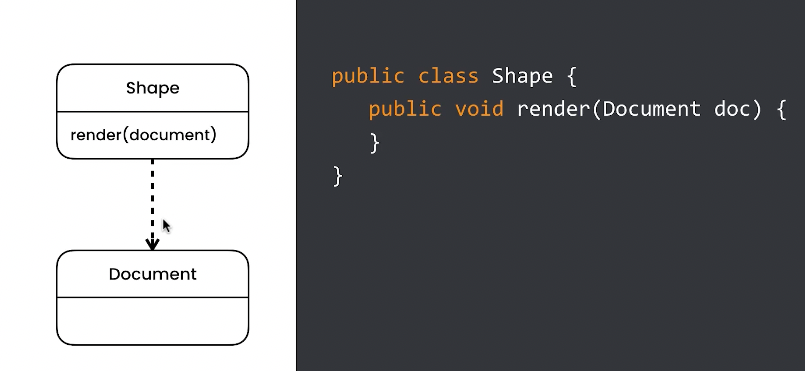 Shape
render(document)
Document
public class Shape {
public void render(Document doc) {
}
}